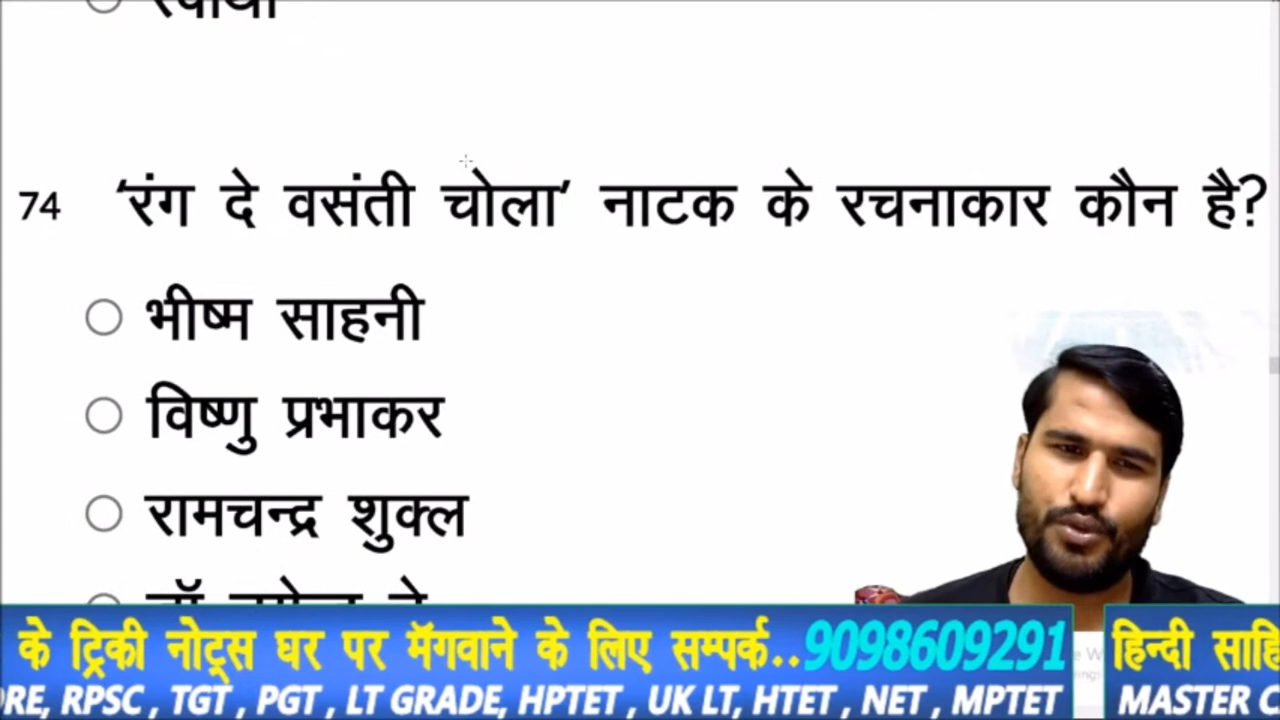 74 ‘रंग दे वसंती चोला’ नाटक के रचनाकार कौन है?
भीष्म साहनी
विष्णु प्रभाकर
रामचन्द्र शुक्ल
के ट्रिकी नोट्स घर पर मॅगवाने के लिए सम्पर्क..9098609291
हिन्दी
RPSC , TGT , PGT , LT GRADE, HPTET , UK LT, HTET , NET , MPTET
MASTER